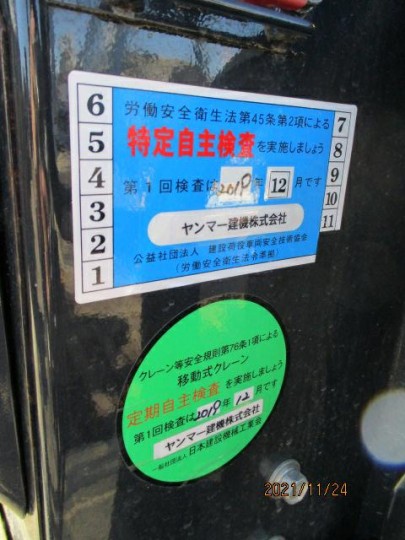 労働安全衛生法第45条第2項による
特定自主検査を実施しましょう
第1回検査は2019年12月です
ヤンマー建機株式会社
公益社団法人 建設荷役車両安全技術協会
(労働安全衛生法令準拠)
6
5
4
3
2
1
7
8
9
10
11
クレーン等安全規則第76条1項による
移動式クレーン
定期自主検査を実施しましょう
第1回検査は2019年12月です
ヤンマー建機株式会社
一般社団法人 日本建設機械工業会
2021/11/24